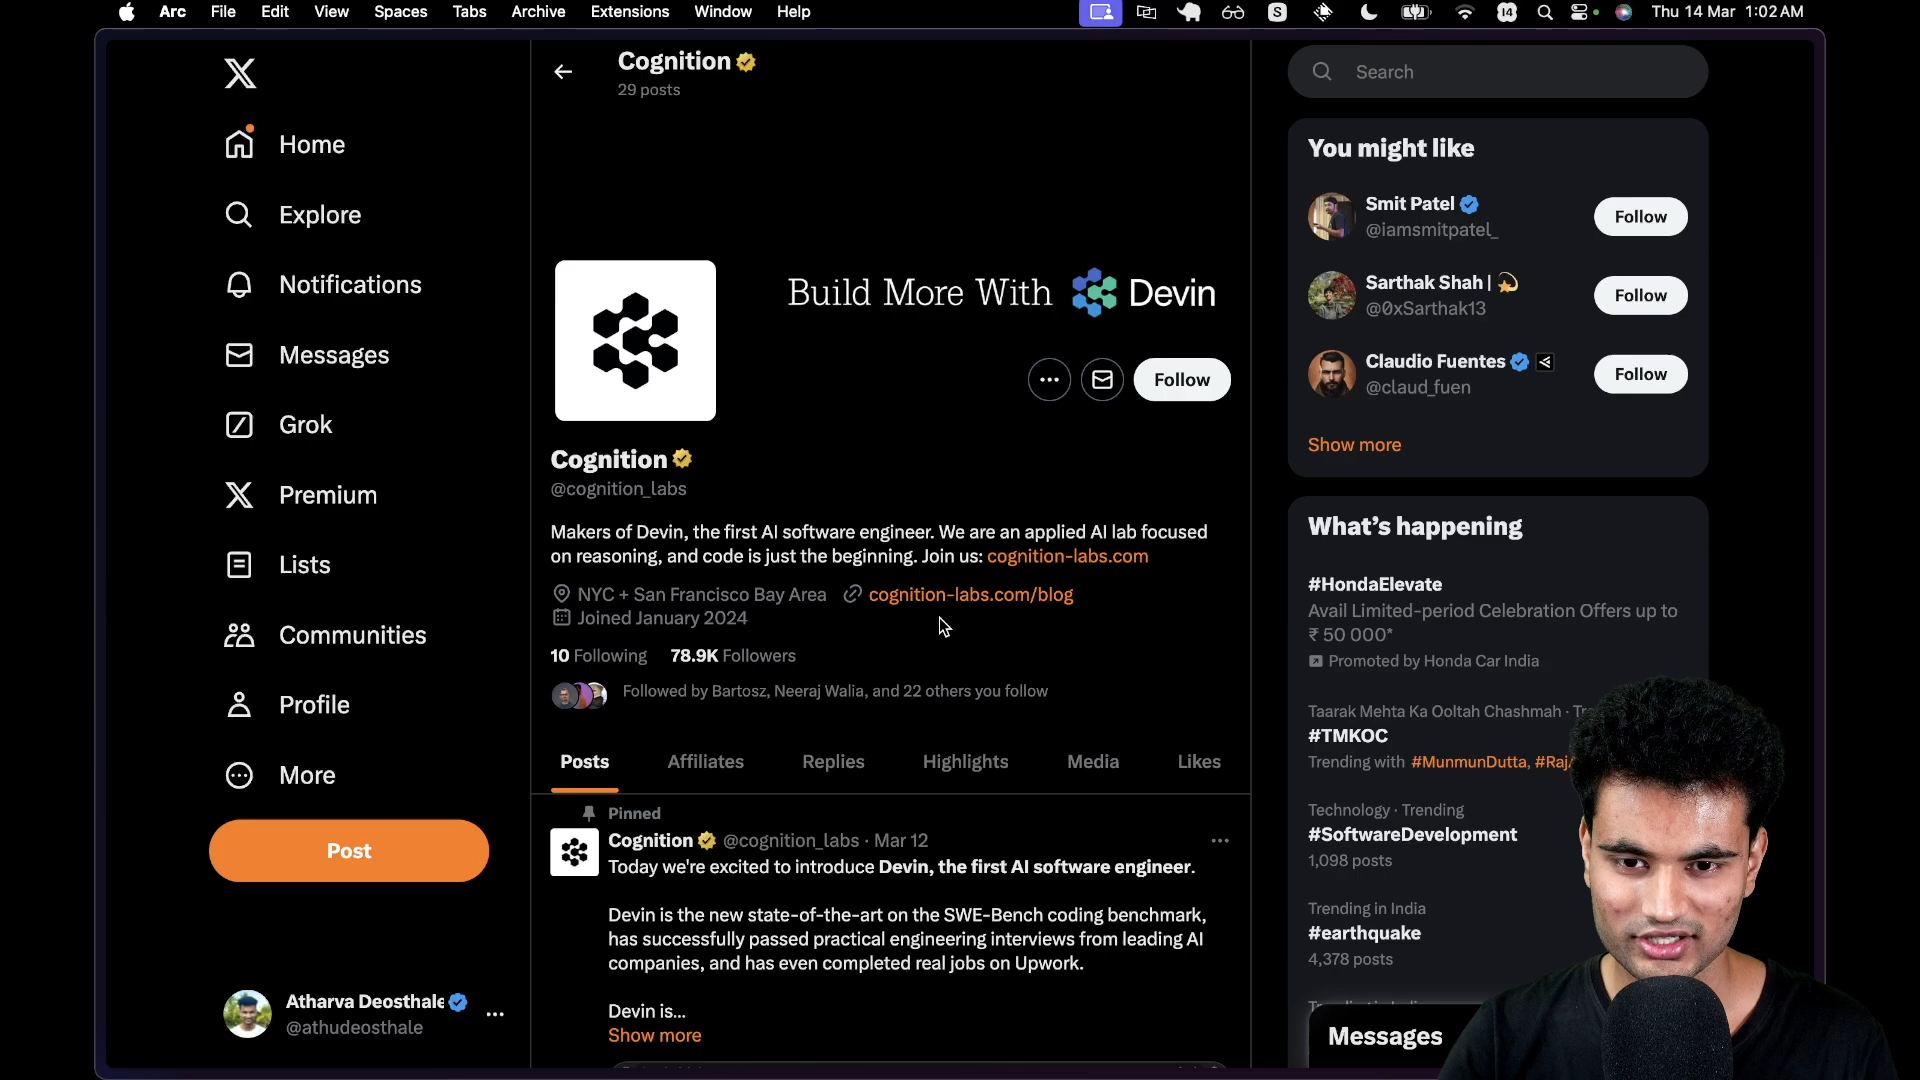 Arc File Edit View Spaces Tabs Archive Extensions Window Help
S 14 Thu 14 Mar 1:02 AM
Home
Explore
Notifications
Messages
Grok
Premium
Lists
Communities
Profile
More
Post
Atharva Deosthale
@athudeosthale
Cognition
29 posts
Build More With Devin
Follow
Cognition
@cognition_labs
Makers of Devin, the first AI software engineer. We are an applied AI lab focused
on reasoning, and code is just the beginning. Join us: cognition-labs.com
NYC + San Francisco Bay Area cognition-labs.com/blog
Joined January 2024
10 Following 78.9K Followers
Followed by Bartosz, Neeraj Walia, and 22 others you follow
Posts Affiliates Replies Highlights Media Likes
Pinned
Cognition @cognition_labs · Mar 12
Today we're excited to introduce Devin, the first AI software engineer.
Devin is the new state-of-the-art on the SWE-Bench coding benchmark,
has successfully passed practical engineering interviews from leading AI
companies, and has even completed real jobs on Upwork.
Devin is...
Show more
Search
You might like
Smit Patel
@iamsmitpatel_
Follow
Sarthak Shah |
@0xSarthak13
Follow
Claudio Fuentes
@claud_fuen
Follow
Show more
What's happening
#HondaElevate
Avail Limited-period Celebration Offers up to
₹ 50 000*
Promoted by Honda Car India
Taarak Mehta Ka Ooltah Chashmah ·
#TMKOC
Trending with #MunmunDutta,
Technology · Trending
#SoftwareDevelopment
1,098 posts
Trending in India
#earthquake
4,378 posts
Messages